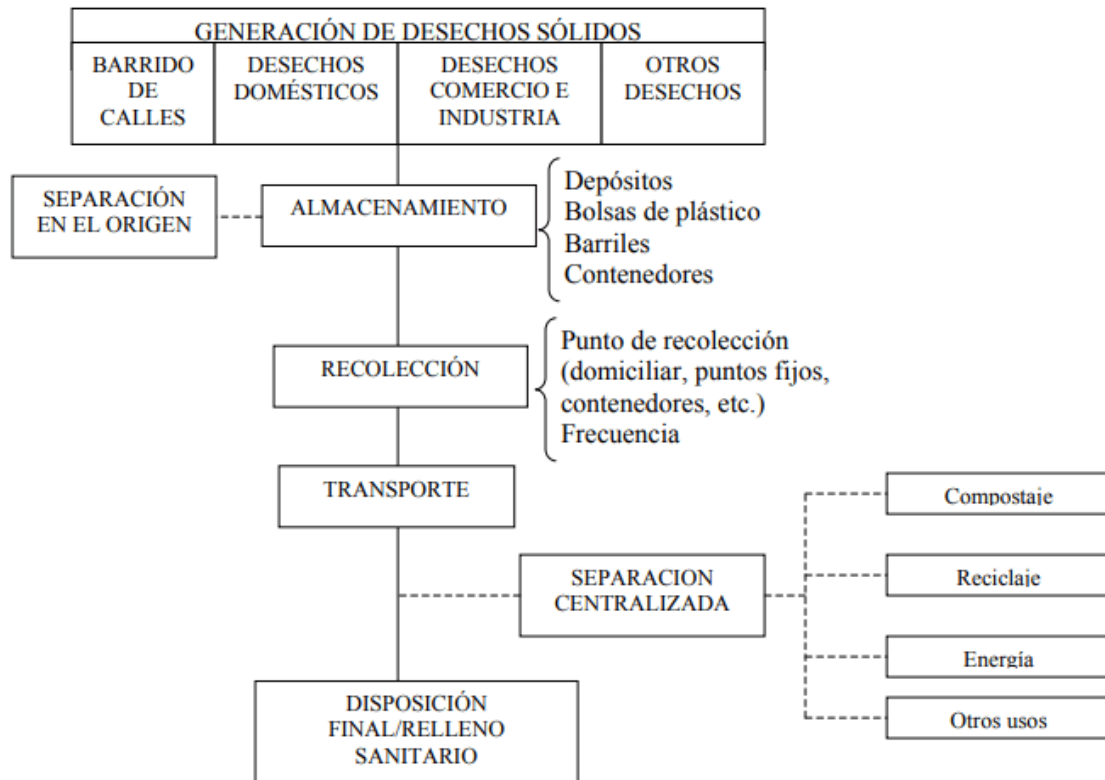 GENERACIÓN DE DESECHOS SÓLIDOS
BARRIDO
DE
CALLES
DESECHOS
DOMÉSTICOS
DESECHOS
COMERCIO E
INDUSTRIA
OTROS
DESECHOS
SEPARACIÓN
EN EL ORIGEN
ALMACENAMIENTO
Depósitos
Bolsas de plástico
Barriles
Contenedores
RECOLECCIÓN
Punto de recolección
(domiciliar, puntos fijos,
contenedores, etc.)
Frecuencia
TRANSPORTE
SEPARACION
CENTRALIZADA
Compostaje
Reciclaje
Energía
Otros usos
DISPOSICIÓN
FINAL/RELLENO
SANITARIO